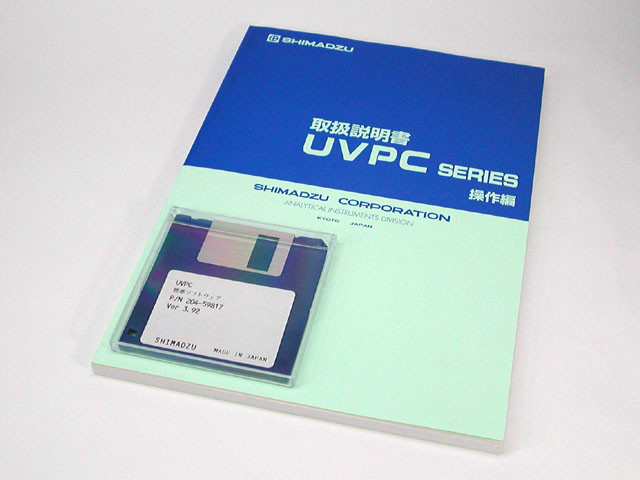 SHIMADZU
取扱説明書
UVPC SERIES
操作編
SHIMADZU CORPORATION
ANALYTICAL INSTRUMENTS DIVISION
KYOTO JAPAN
UVPC
標準ソフトウェア
P/N 204-59817
Ver 3.92
SHIMADZU MADE IN JAPAN